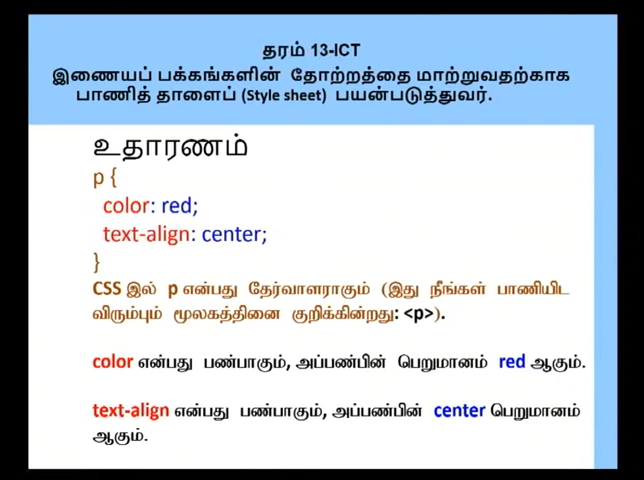 தரம் 13-ICT
இணையப் பக்கங்களின் தோற்றத்தை மாற்றுவதற்காக
பாணித் தாளைப் (Style sheet) பயன்படுத்துவர்.
உதாரணம்
p {
color: red;
text-align: center;
}
CSS இல் p என்பது தேர்வாளராகும் (இது நீங்கள் பாணியிட
விரும்பும் மூலகத்தினை குறிக்கின்றது: <p>).
color என்பது பண்பாகும், அப்பண்பின் பெறுமானம் red ஆகும்.
text-align என்பது பண்பாகும், அப்பண்பின் center பெறுமானம்
ஆகும்.